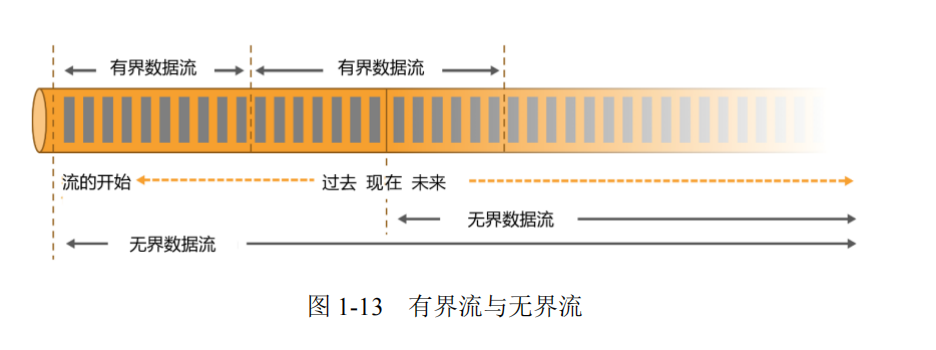 有界数据流 有界数据流
流的开始 过去 现在 未来
无界数据流
无界数据流
图 1-13 有界流与无界流